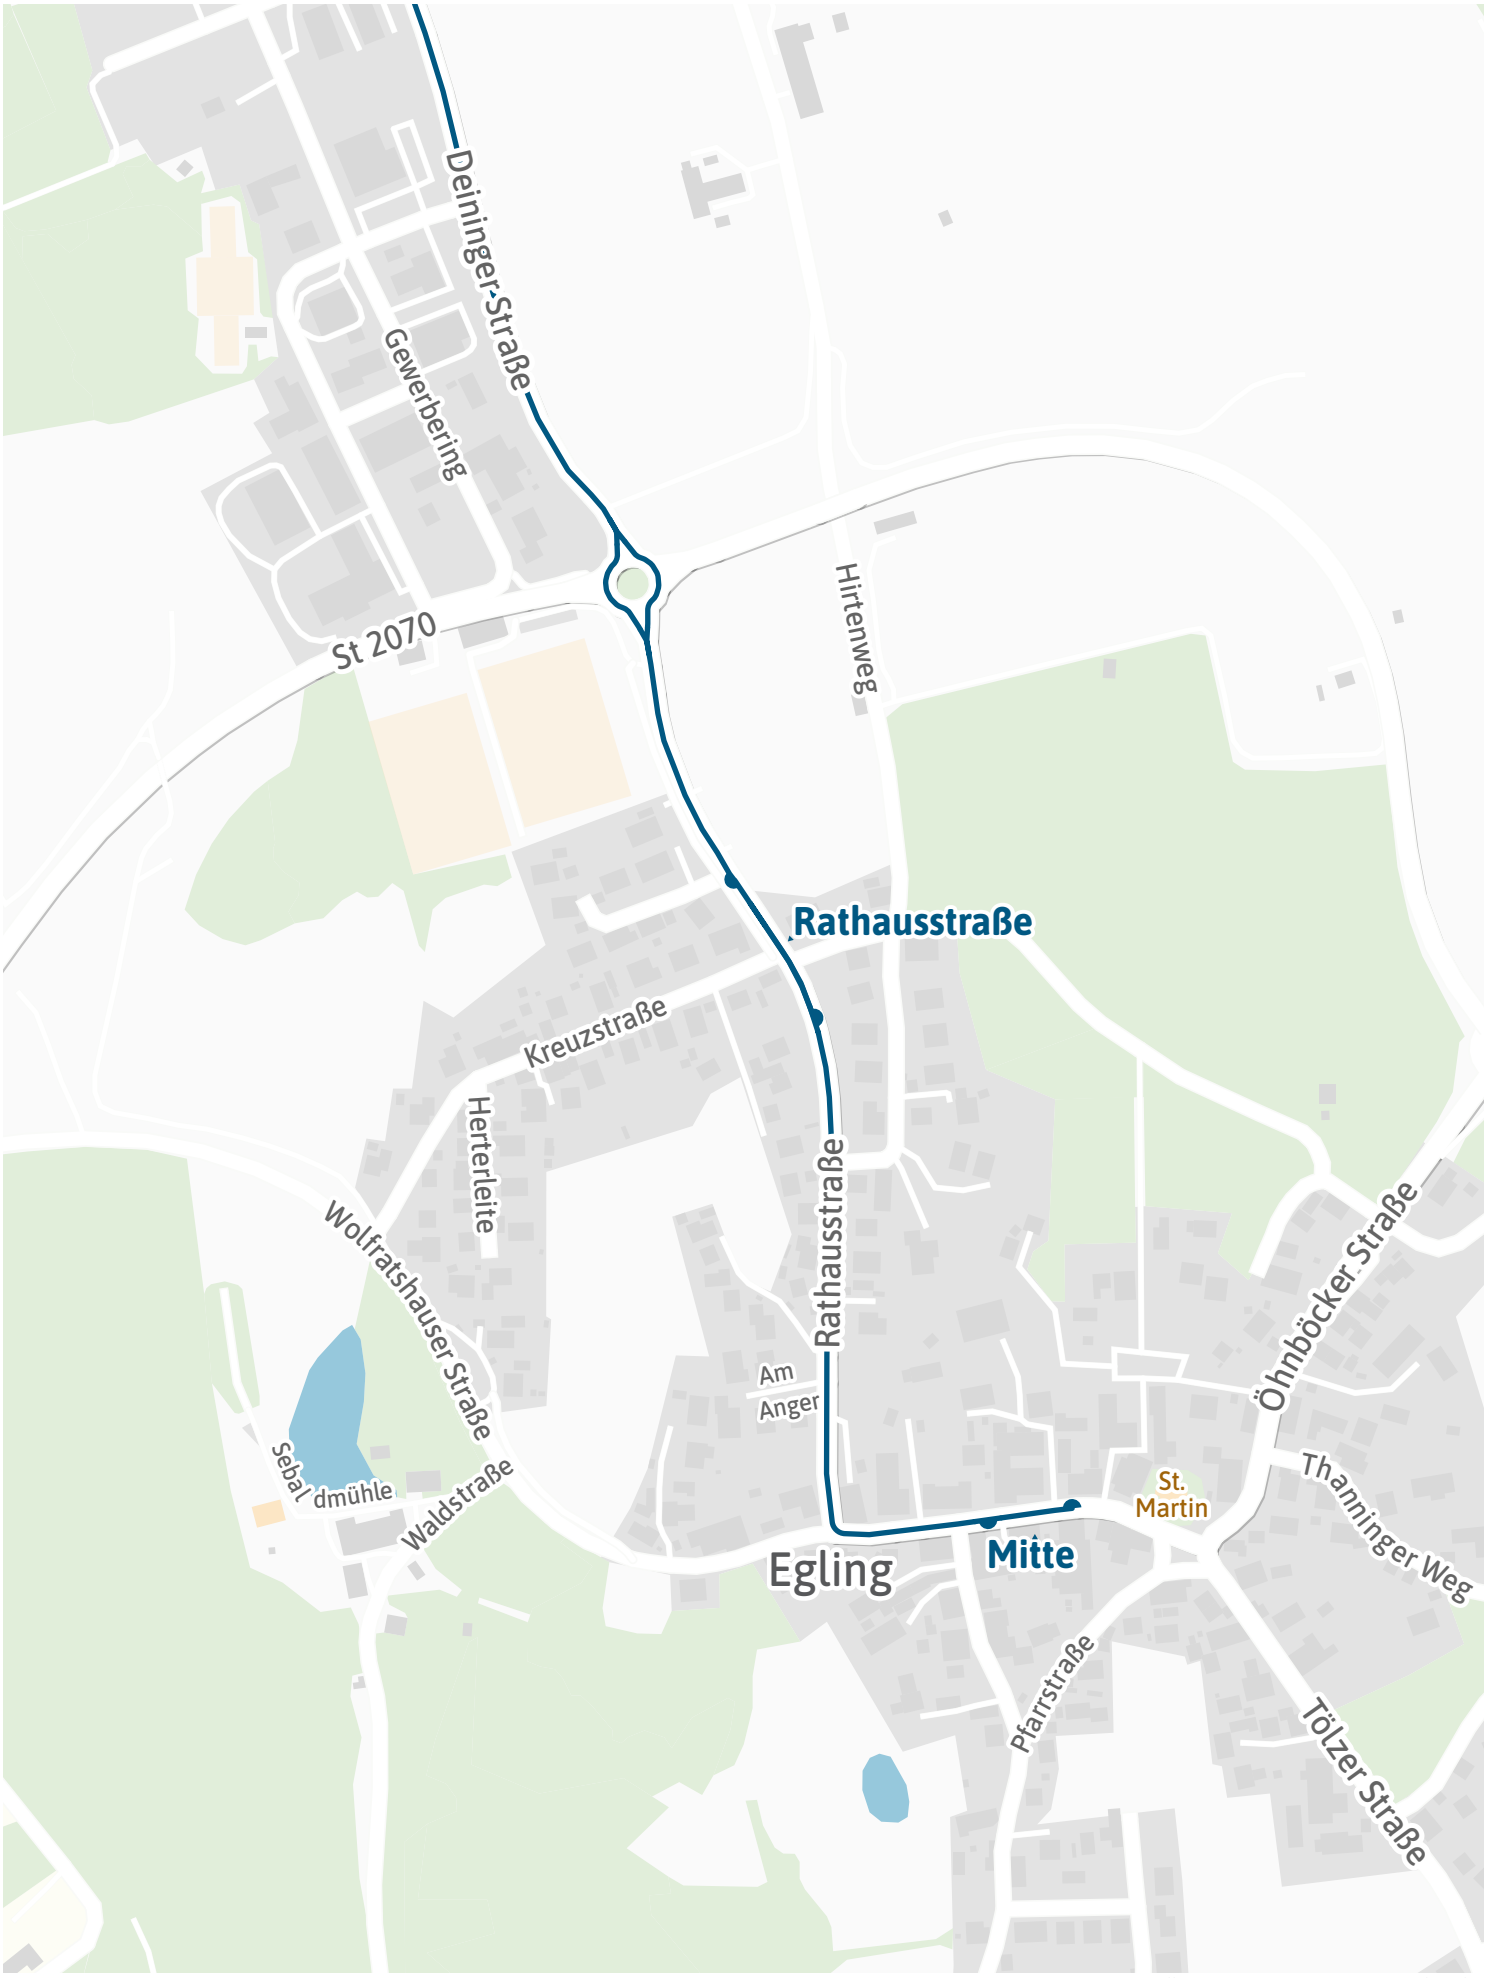 Deininger Straße
Gewerbering
St 2070
Hirtenweg
Rathausstraße
Kreuzstraße
Herterleite
Rathausstraße
Wolfratshauser Straße
Öhnböcker Straße
Am
Anger
Sebal
dmühle
Waldstraße
St.
Martin
Thanninger Weg
Mitte
Egling
Pfarrstraße
Tölzer Straße